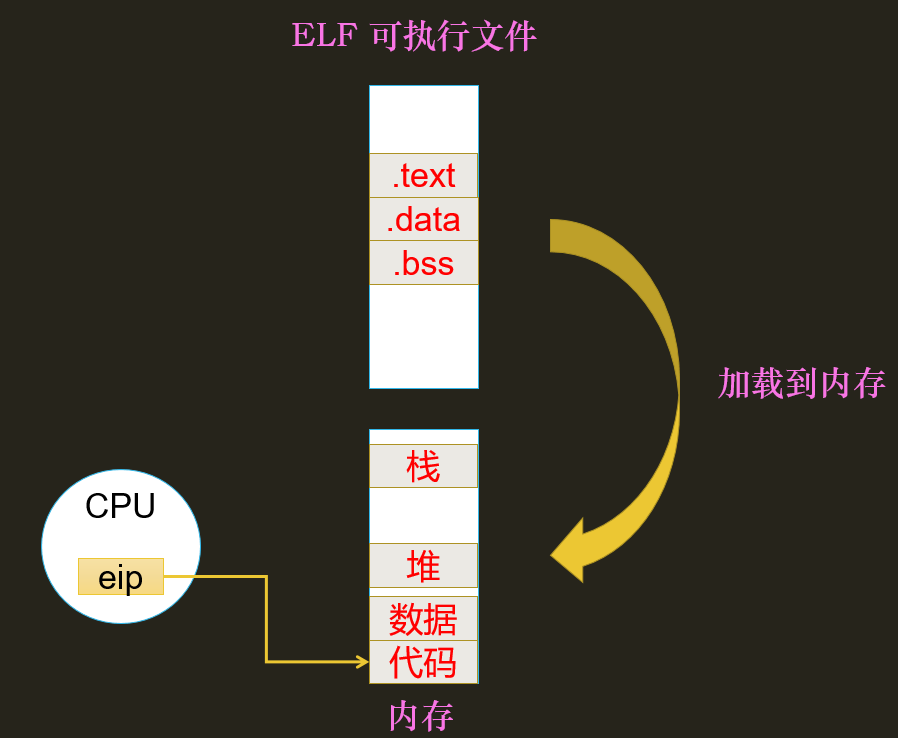 ELF 可执行文件
.text
.data
.bss
加载到内存
栈
CPU
堆
eip
数据
代码
内存